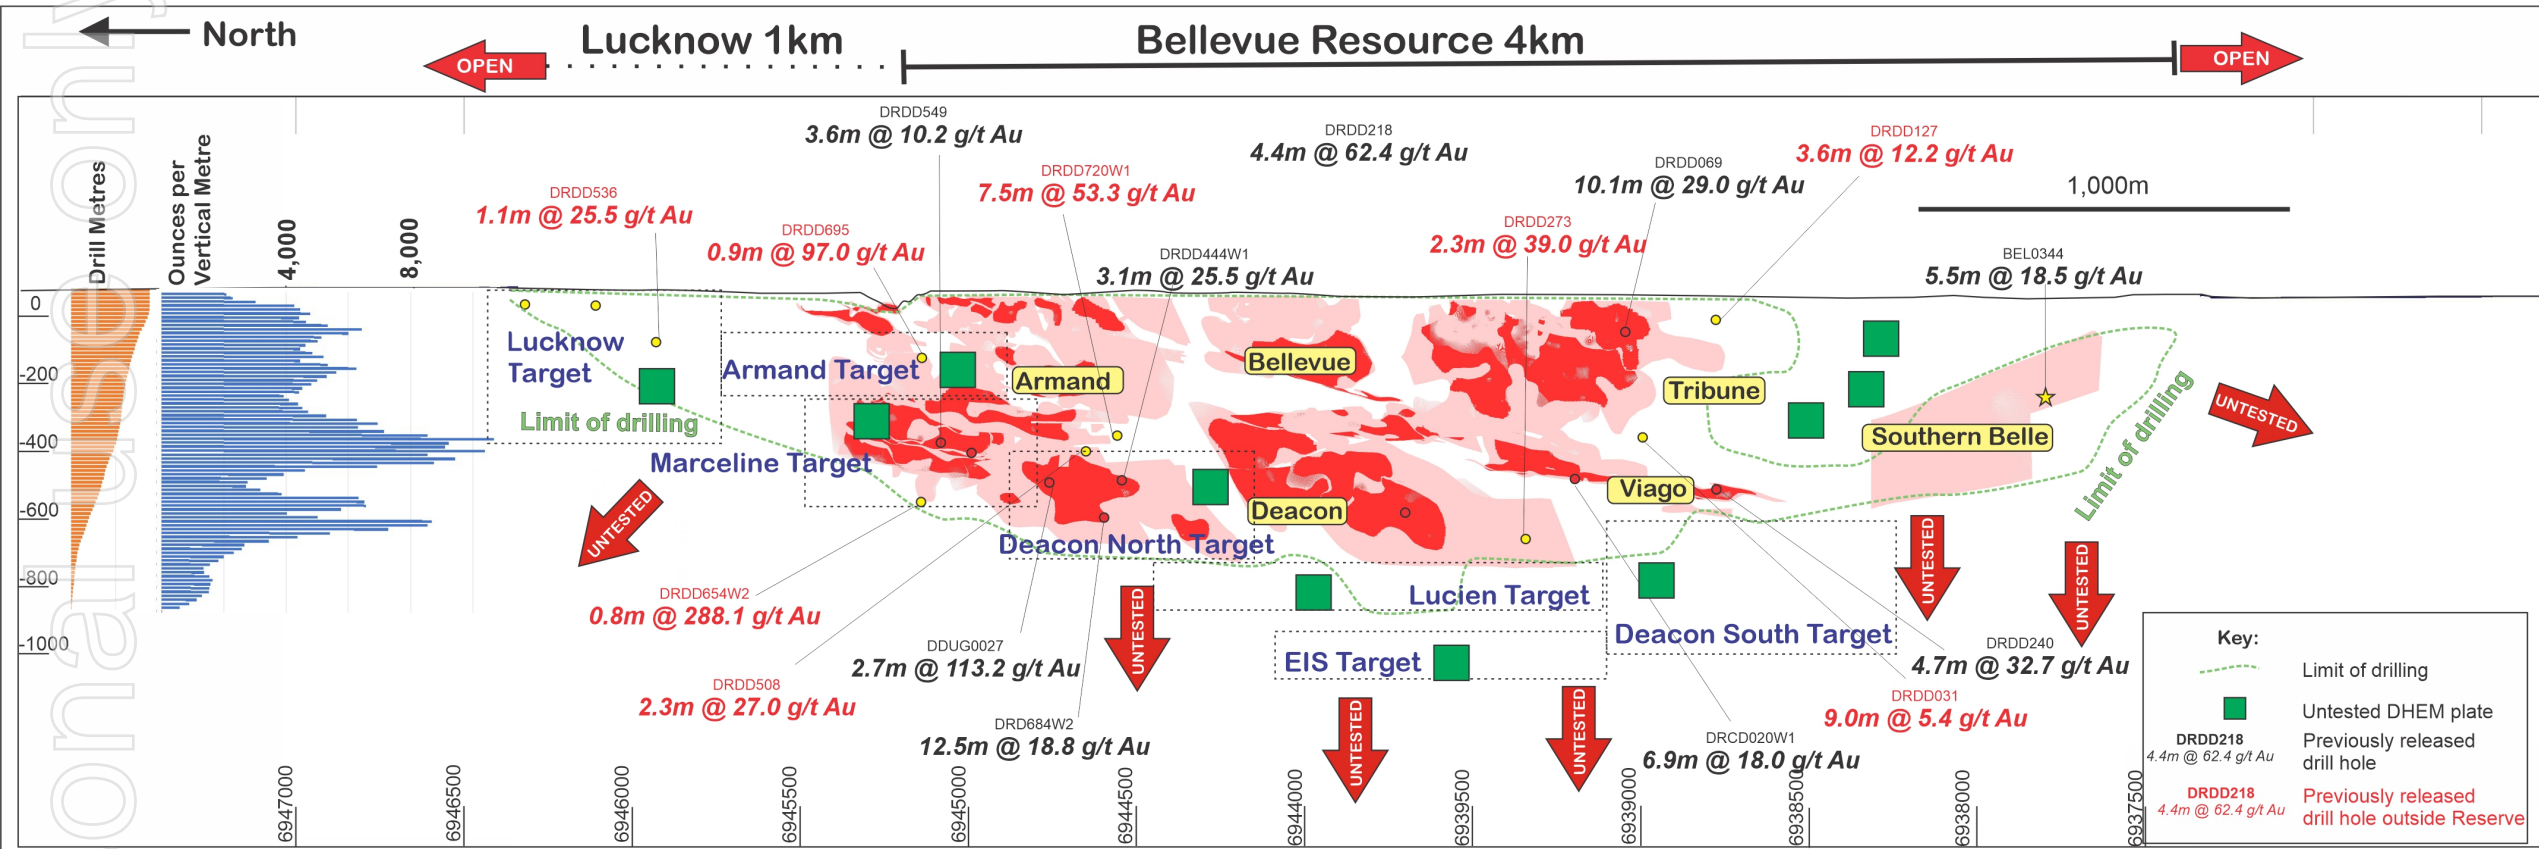 North
OPEN
Lucknow 1km
Bellevue Resource 4km
OPEN
onal use only
Drill Metres
Ounces per
Vertical Metre
4,000
8,000
0
-200
-400
-600
-800
-1000
DRDD549
3.6m @ 10.2 g/t Au
DRDD218
4.4m @ 62.4 g/t Au
DRDD127
3.6m @ 12.2 g/t Au
DRDD720W1
7.5m @ 53.3 g/t Au
DRDD069
10.1m @ 29.0 g/t Au
1,000m
DRDD536
1.1m @ 25.5 g/t Au
DRDD695
0.9m @ 97.0 g/t Au
DRDD273
2.3m @ 39.0 g/t Au
DRDD444W1
3.1m @ 25.5 g/t Au
BEL0344
5.5m @ 18.5 g/t Au
Lucknow
Target
Limit of drilling
Armand Target
Armand
Bellevue
Tribune
Southern Belle
Limit of drilling
UNTESTED
Marceline Target
UNTESTED
Deacon
Viago
Deacon North Target
Lucien Target
Deacon South Target
EIS Target
UNTESTED
UNTESTED
UNTESTED
UNTESTED
UNTESTED
DRDD654W2
0.8m @ 288.1 g/t Au
DDUG0027
2.7m @ 113.2 g/t Au
DRDD508
2.3m @ 27.0 g/t Au
DRD684W2
12.5m @ 18.8 g/t Au
DRDD240
4.7m @ 32.7 g/t Au
DRDD031
9.0m @ 5.4 g/t Au
DRCD020W1
6.9m @ 18.0 g/t Au
6947000
6946500
6946000
6945500
6945000
6944500
6944000
6939500
6939000
6938500
6938000
6937500
Key:
Limit of drilling
Untested DHEM plate
DRDD218
4.4m @ 62.4 g/t Au
Previously released
drill hole
DRDD218
4.4m @ 62.4 g/t Au
Previously released
drill hole outside Reserve